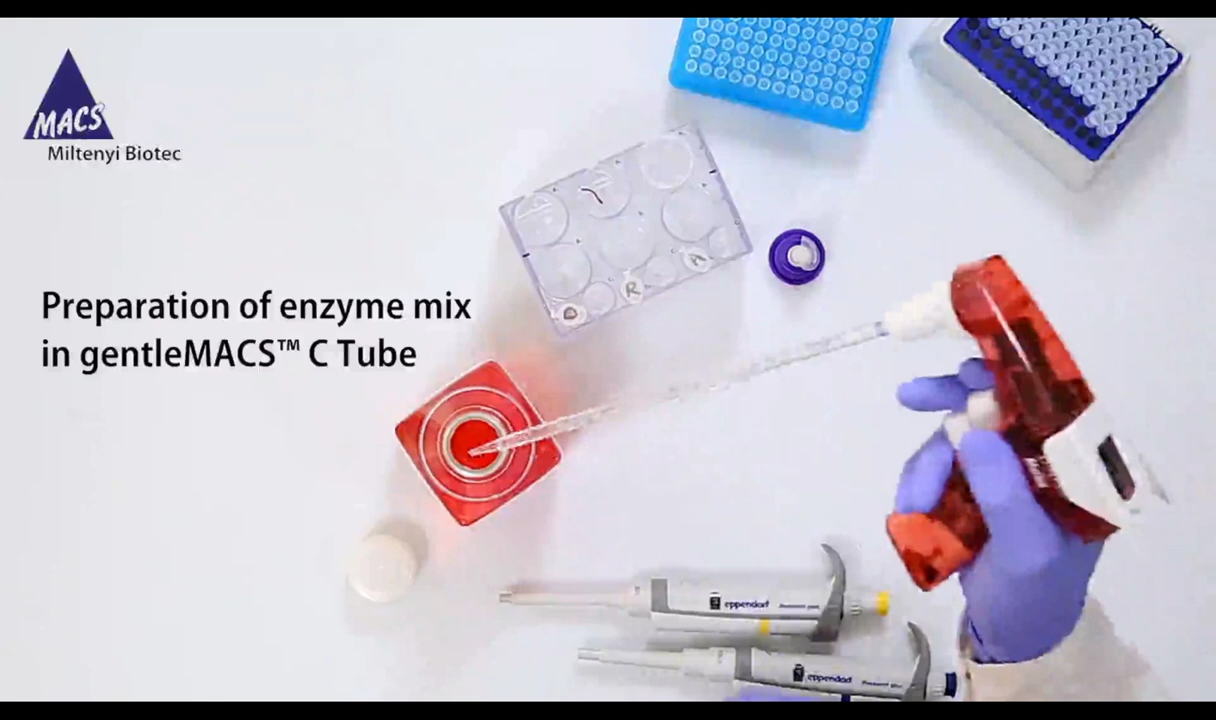 MACS
Miltenyi Biotec
Preparation of enzyme mix
in gentleMACS™ C Tube
D
R
A
eppendorf
eppendorf